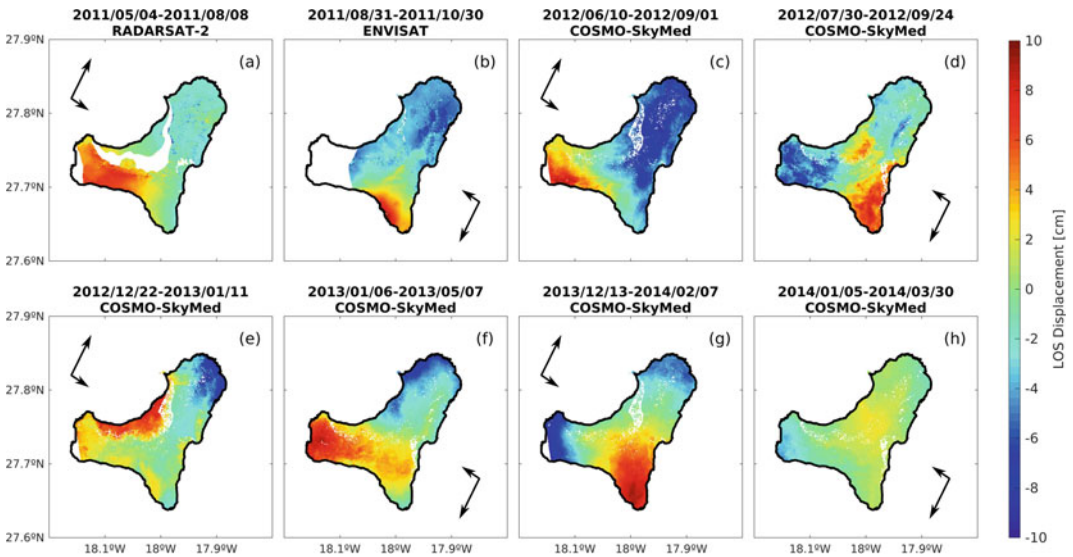 2011/05/04-2011/08/08
RADARSAT-2
2011/08/31-2011/10/30
ENVISAT
2012/06/10-2012/09/01
COSMO-SkyMed
2012/07/30-2012/09/24
COSMO-SkyMed
27.9ºN
27.8ºN
27.7ºN
27.6ºN
(a)
(b)
(c)
(d)
2012/12/22-2013/01/11
COSMO-SkyMed
2013/01/06-2013/05/07
COSMO-SkyMed
2013/12/13-2014/02/07
COSMO-SkyMed
2014/01/05-2014/03/30
COSMO-SkyMed
27.9ºN
27.8ºN
27.7ºN
27.6ºN
(e)
(f)
(g)
(h)
18.1ºW 18ºW 17.9ºW
18.1ºW 18ºW 17.9ºW
18.1ºW 18ºW 17.9ºW
18.1ºW 18ºW 17.9ºW
10
8
6
4
2
0
-2
-4
-6
-8
-10
LOS Displacement [cm]